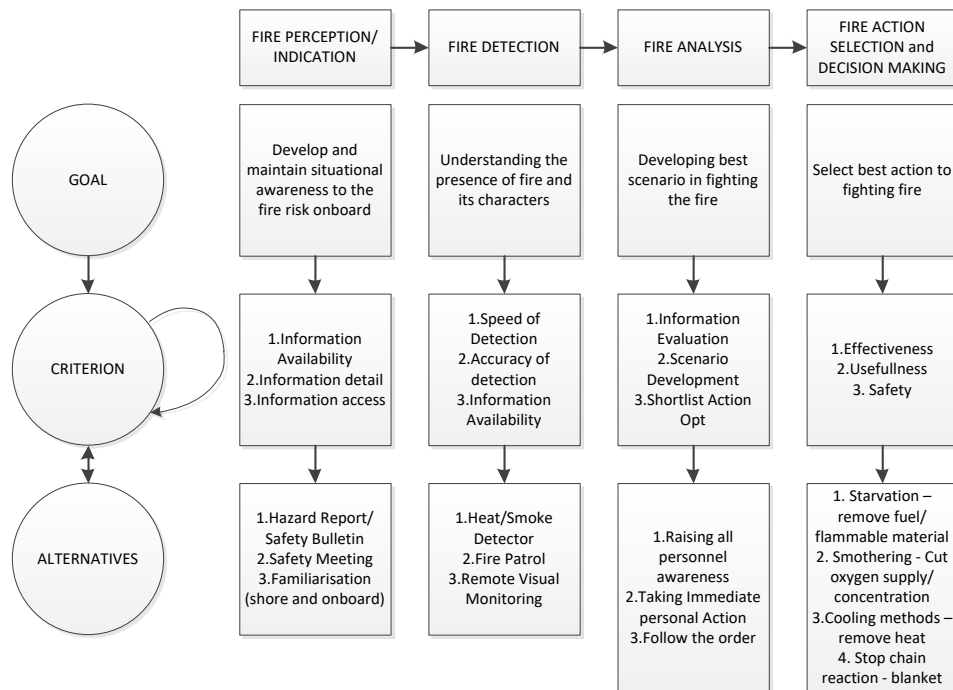 FIRE PERCEPTION/
INDICATION
FIRE DETECTION
FIRE ANALYSIS
FIRE ACTION
SELECTION and
DECISION MAKING
GOAL
Develop and
maintain situational
awareness to the
fire risk onboard
Understanding the
presence of fire and
its characters
Developing best
scenario in fighting
the fire
Select best action to
fighting fire
CRITERION
1.Information
Availability
2.Information detail
3.Information access
1.Speed of
Detection
2.Accuracy of
detection
3.Information
Availability
1.Information
Evaluation
2.Scenario
Development
3.Shortlist Action
Opt
1.Effectiveness
2.Usefullness
3. Safety
ALTERNATIVES
1.Hazard Report/
Safety Bulletin
2.Safety Meeting
3.Familiarisation
(shore and onboard)
1.Heat/Smoke
Detector
2.Fire Patrol
3.Remote Visual
Monitoring
1.Raising all
personnel
awareness
2.Taking Immediate
personal Action
3.Follow the order
1. Starvation –
remove fuel/
flammable material
2. Smothering - Cut
oxygen supply/
concentration
3.Cooling methods –
remove heat
4. Stop chain
reaction - blanket